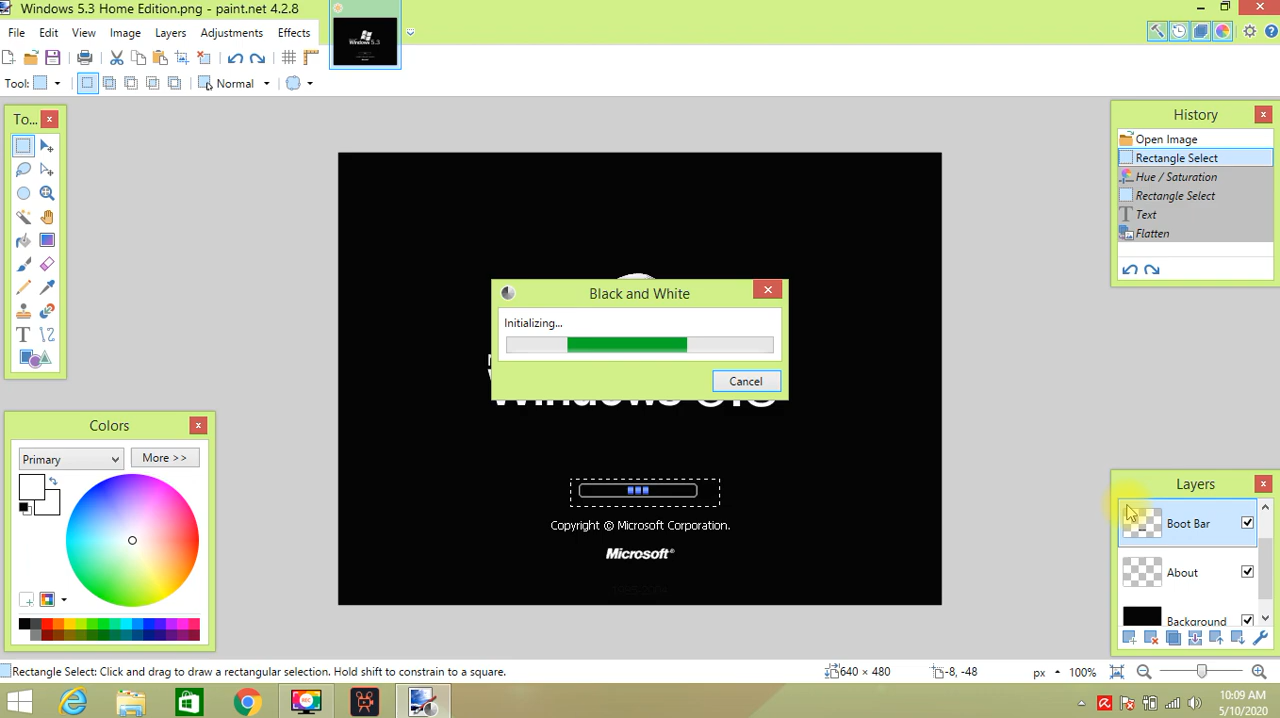 Windows 5.3 Home Edition.png - paint.net 4.2.8
File Edit View Image Layers Adjustments Effects
Windows 5.3
Tool: Normal
To...
History
Open Image
Rectangle Select
Hue / Saturation
Rectangle Select
Text
Flatten
Black and White
Initializing...
Cancel
Copyright © Microsoft Corporation.
Microsoft®
Colors
Primary
More >>
Layers
Boot Bar
About
Background
Rectangle Select: Click and drag to draw a rectangular selection. Hold shift to constrain to a square.
640 × 480
-8, -48
px
100%
REC
10:09 AM
5/10/2020